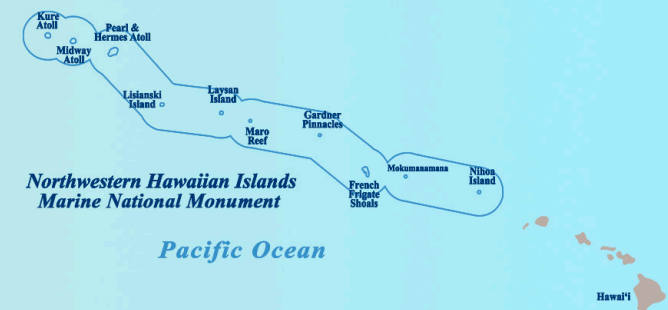 Kure
Atoll
Midway
Atoll
Pearl &
Hermes Atoll
Lisianski
Island
Laysan
Island
Maro
Reef
Gardner
Pinnacles
French
Frigate
Shoals
Mokumanamana
Nihoa
Island
Northwestern Hawaiian Islands
Marine National Monument
Pacific Ocean
Hawai'i